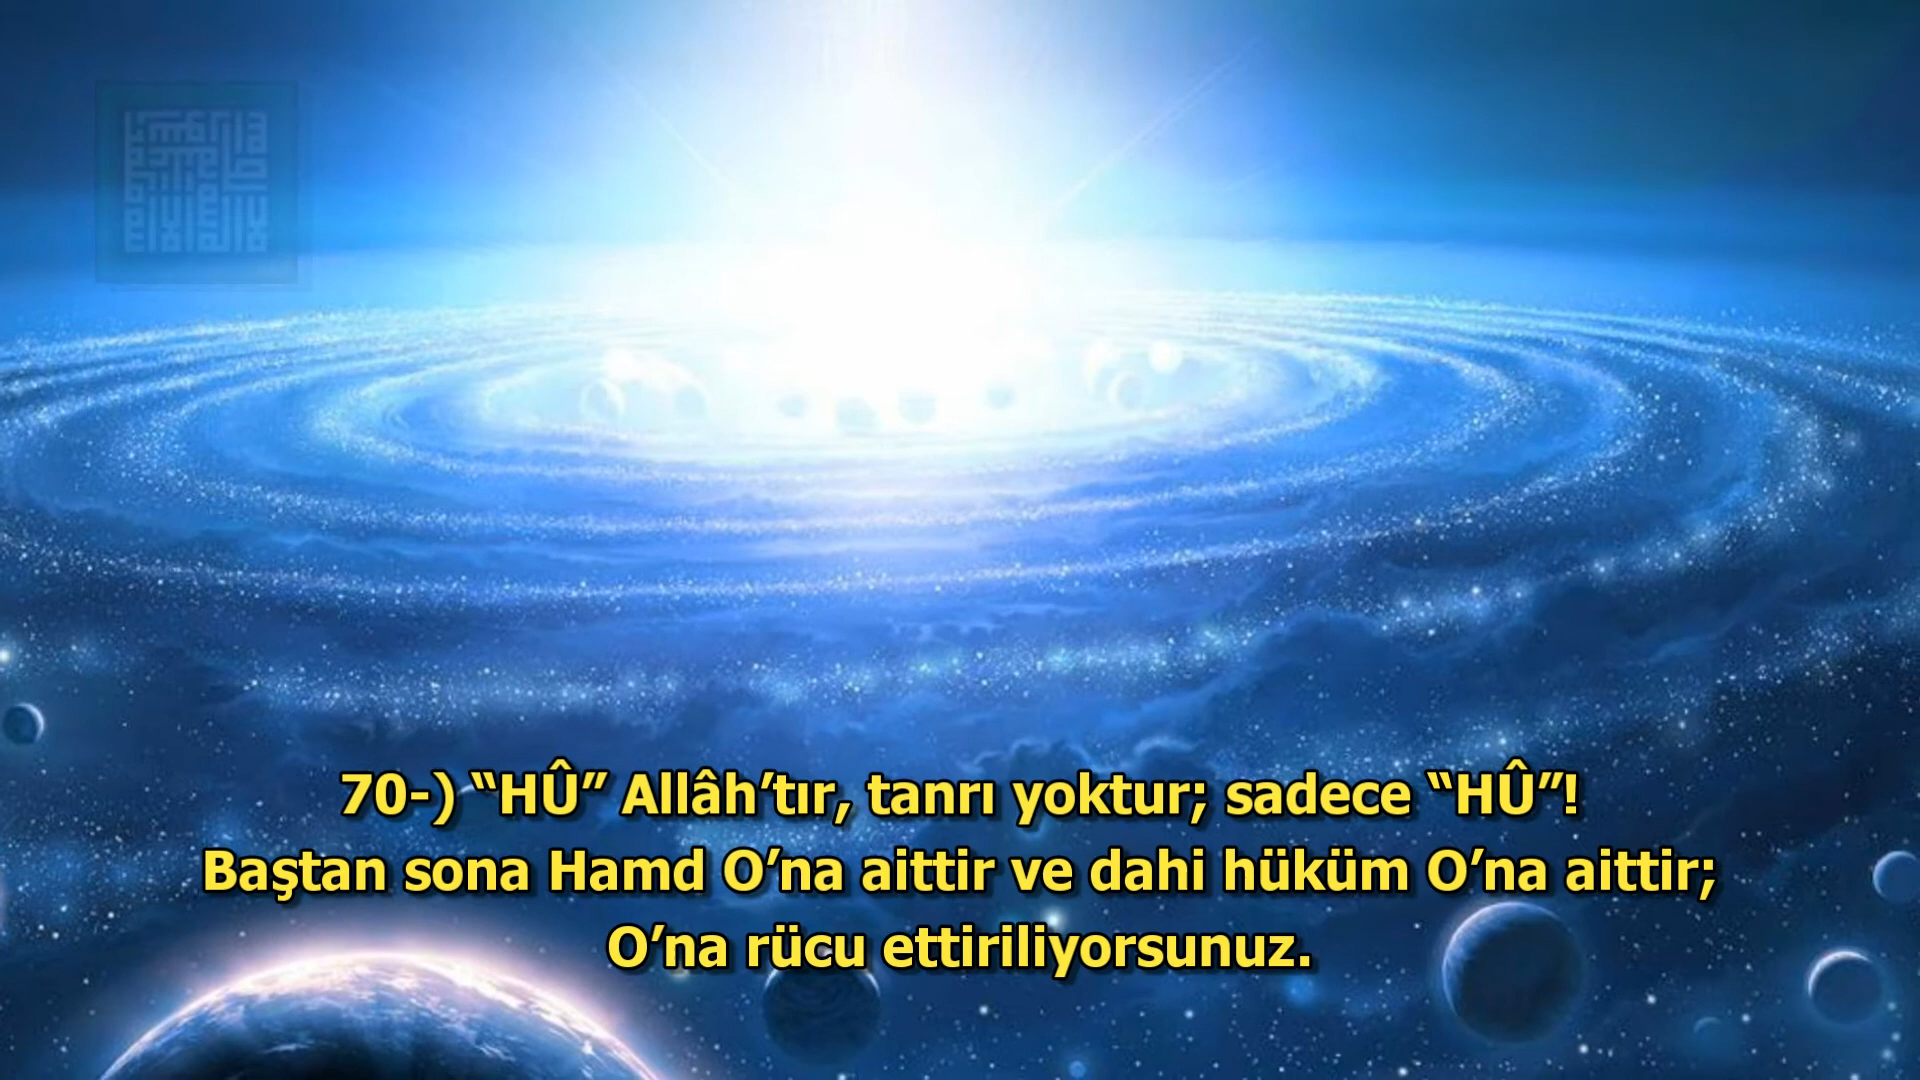 70-) “HÛ” Allâh’tır, tanrı yoktur; sadece “HÛ”!
Baştan sona Hamd O’na aittir ve dahi hüküm O’na aittir;
O’na rücu ettiriliyorsunuz.